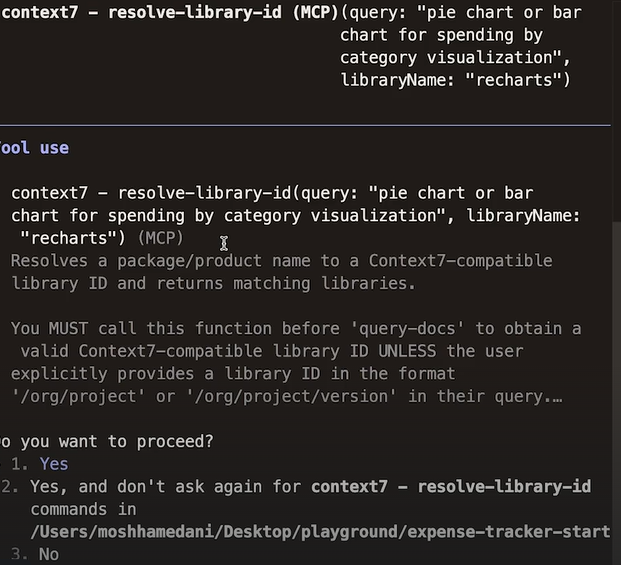 context7 - resolve-library-id (MCP)(query: "pie chart or bar
chart for spending by
category visualization",
libraryName: "recharts")
ool use
context7 - resolve-library-id(query: "pie chart or bar
chart for spending by category visualization", libraryName:
"recharts") (MCP)
Resolves a package/product name to a Context7-compatible
library ID and returns matching libraries.
You MUST call this function before 'query-docs' to obtain a
valid Context7-compatible library ID UNLESS the user
explicitly provides a library ID in the format
'/org/project' or '/org/project/version' in their query.…
o you want to proceed?
1. Yes
2. Yes, and don't ask again for context7 - resolve-library-id
commands in
/Users/moshhamedani/Desktop/playground/expense-tracker-start
3. No